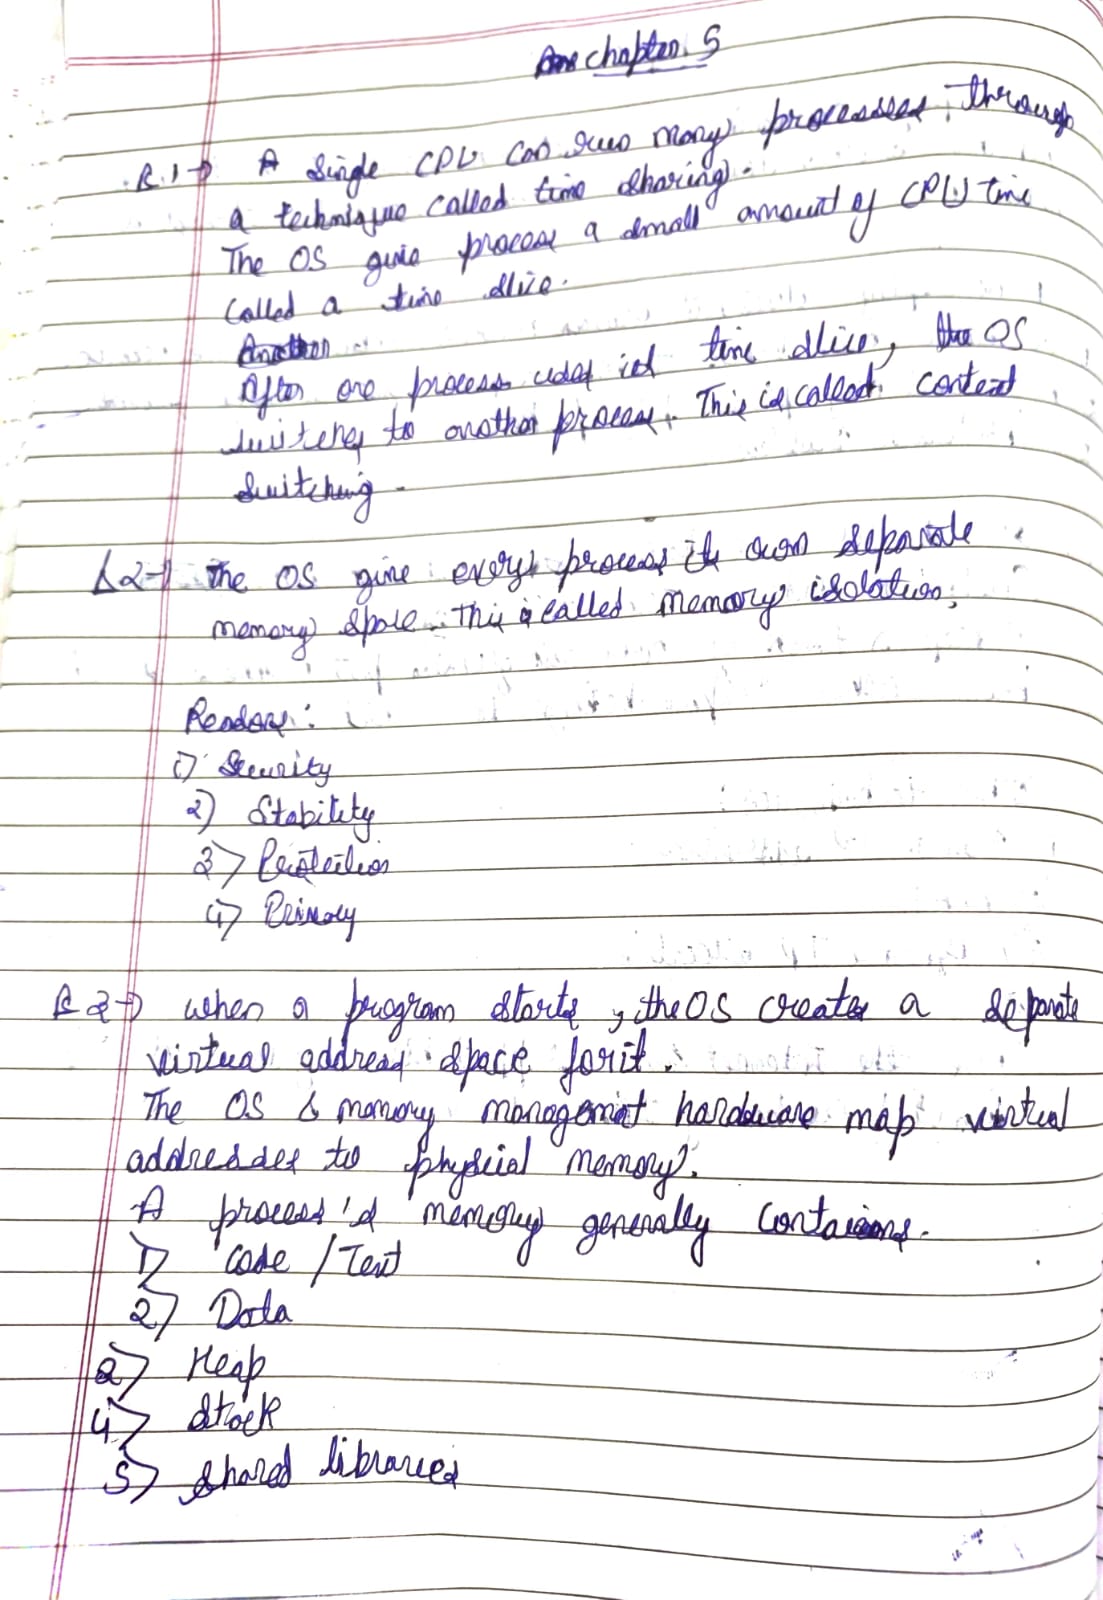 chapter. 5
Q.1→ A Single CPU can run many processes through
a technique called time sharing.
The OS give process a small amount of CPU time
called a time slice.
Another
After one process uses its time slice, the OS
switches to another process. This is called context
switching.
Q2→ The OS give every process its own separate
memory space. This is called memory isolation.
Reasons:
1) Security
2) Stability
3) Protection
4)
Q3→ when a program starts, the OS creates a separate
virtual address space for it.
The OS & memory managemnt hardware map virtual
addresses to physical memory.
A process's memory generally contains.
1) Code / Text
2) Data
3) Heap
4) Stack
5) shared libraries